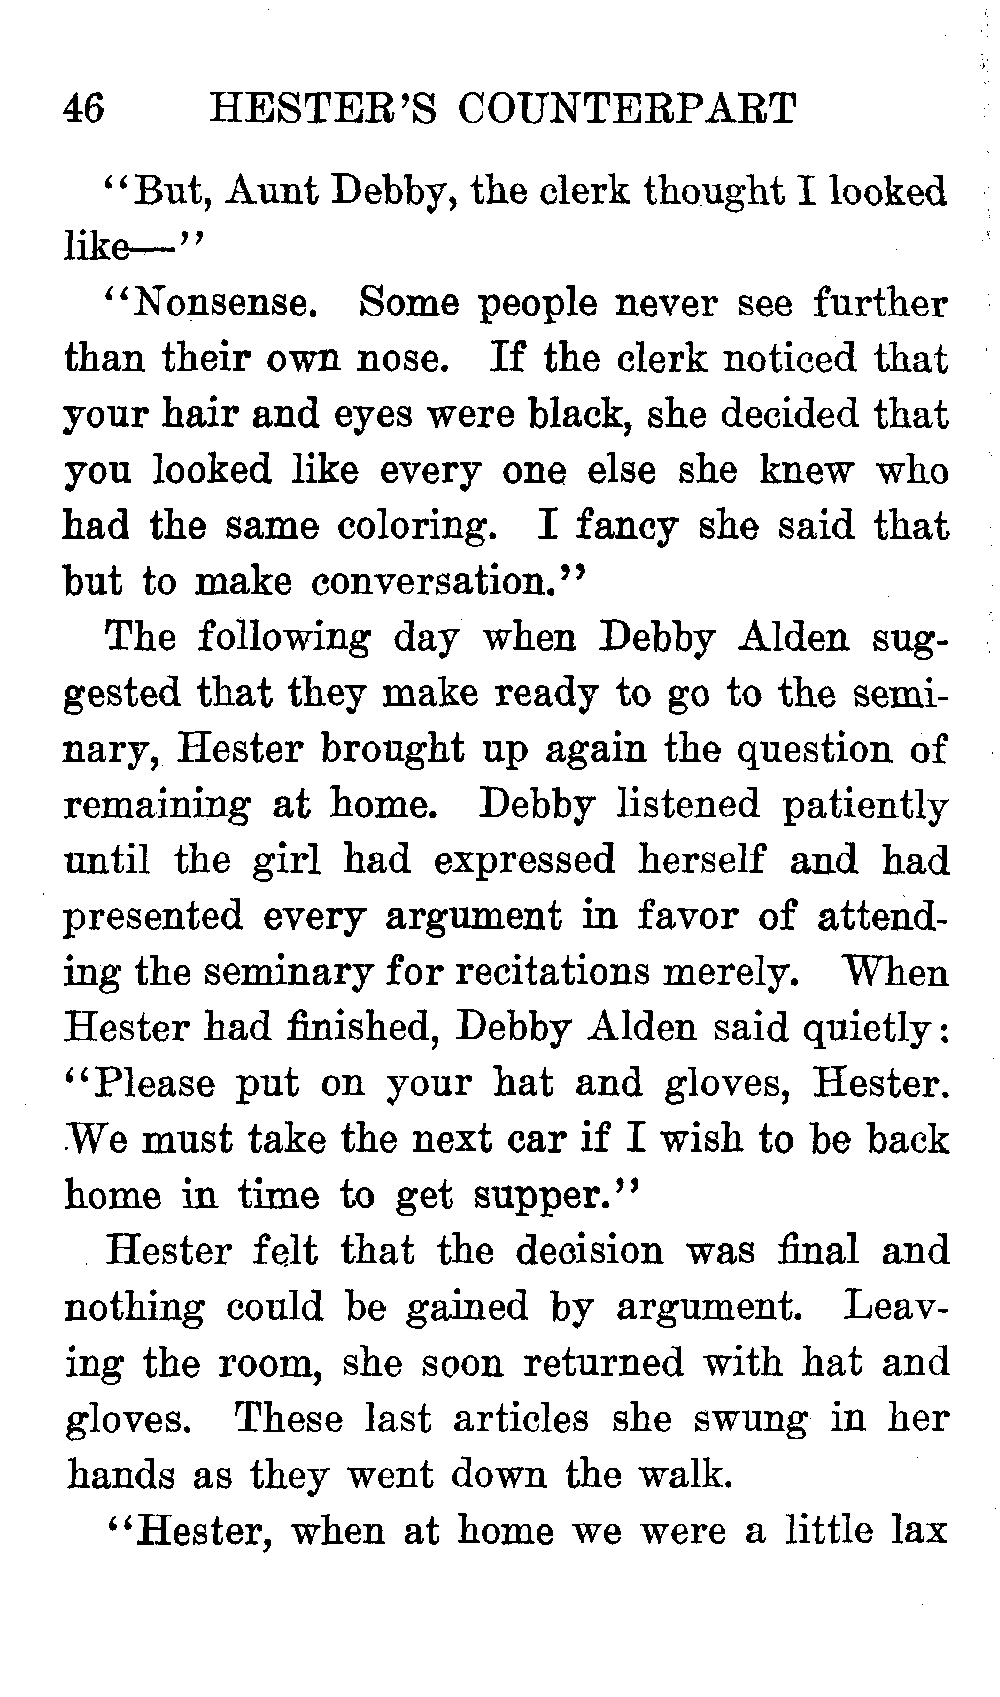 46 HESTER'S COUNTERPART
"But, Aunt Debby, the clerk thought I looked
like—"
"Nonsense. Some people never see further
than their own nose. If the clerk noticed that
your hair and eyes were black, she decided that
you looked like every one else she knew who
had the same coloring. I fancy she said that
but to make conversation."
The following day when Debby Alden sug-
gested that they make ready to go to the semi-
nary, Hester brought up again the question of
remaining at home. Debby listened patiently
until the girl had expressed herself and had
presented every argument in favor of attend-
ing the seminary for recitations merely. When
Hester had finished, Debby Alden said quietly:
"Please put on your hat and gloves, Hester.
We must take the next car if I wish to be back
home in time to get supper."
Hester felt that the decision was final and
nothing could be gained by argument. Leav-
ing the room, she soon returned with hat and
gloves. These last articles she swung in her
hands as they went down the walk.
"Hester, when at home we were a little lax